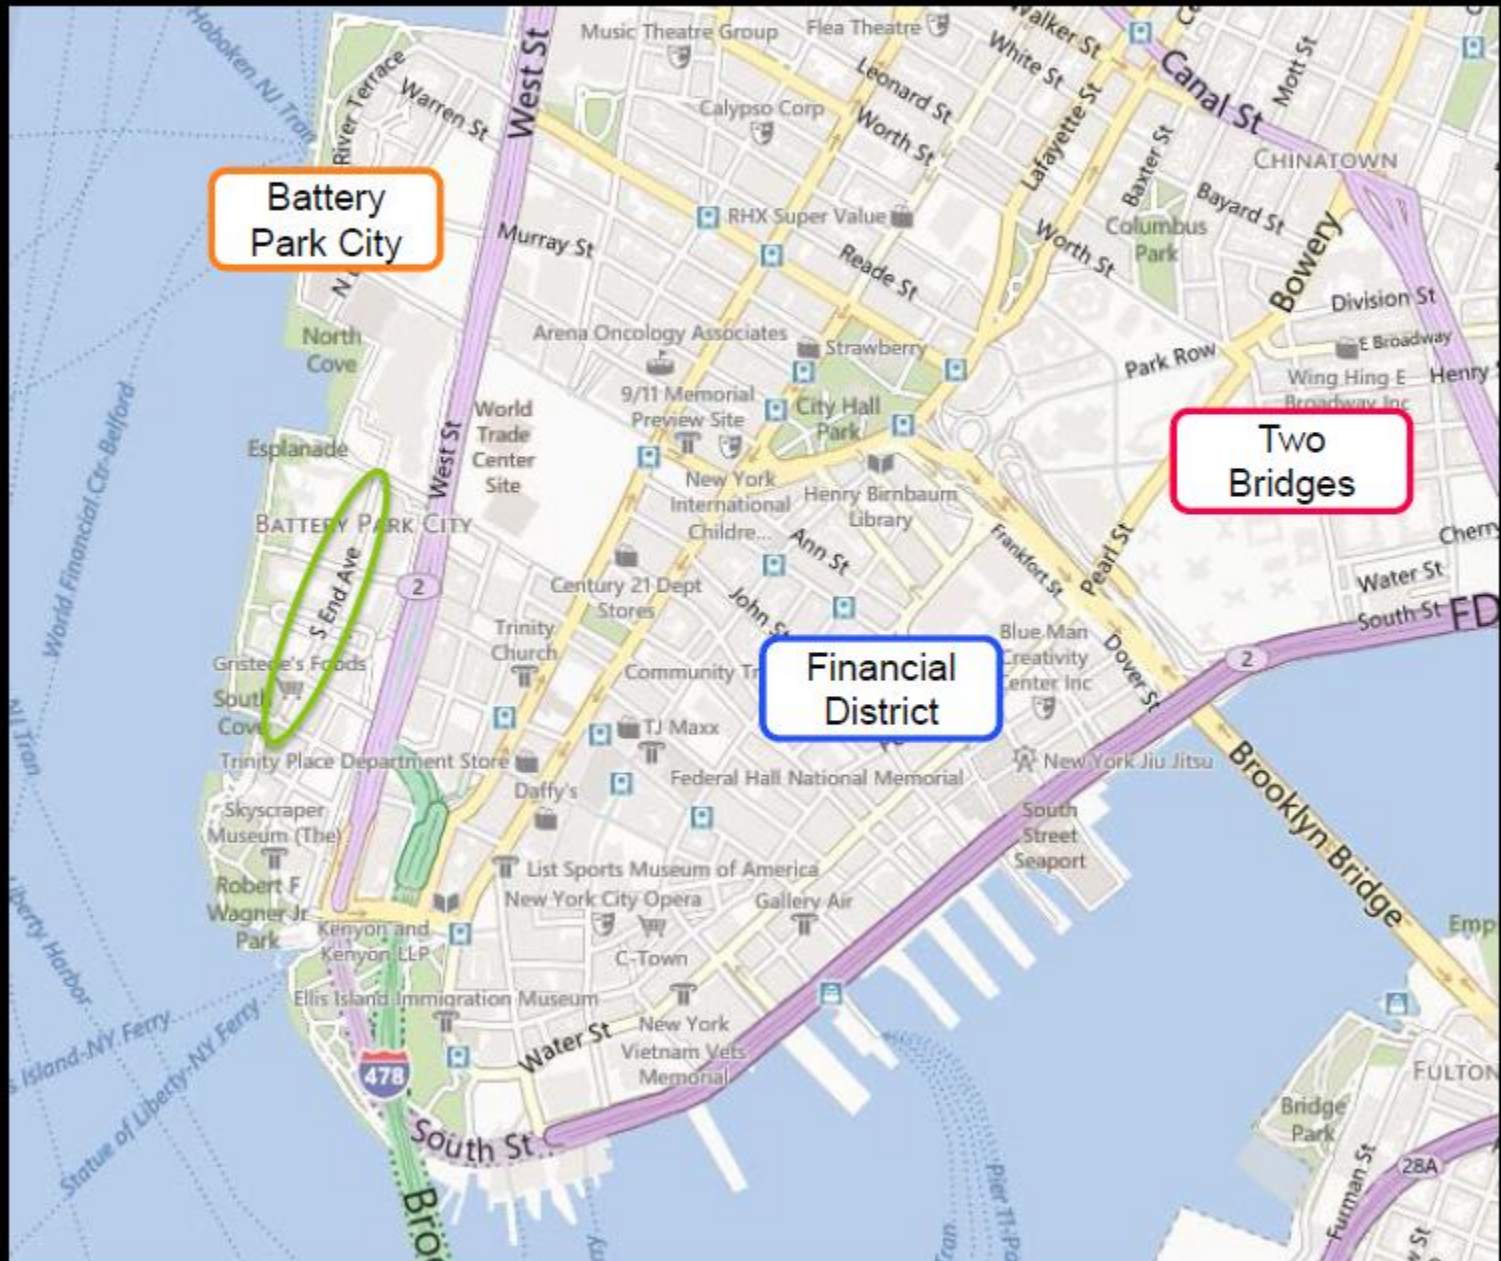 Hoboken NJ Tran
River Terrace
Warren St
West St
Music Theatre Group
Flea Theatre
Walker St
White St
Leonard St
Worth St
Calypso Corp
Lafayette St
Canal St
Mott St
Baxter St
CHINATOWN
Bayard St
Columbus
Park
Battery
Park City
Murray St
RHX Super Value
Reade St
Worth St
Bowery
Division St
E Broadway
Henry
North
Cove
Arena Oncology Associates
Strawberry
Park Row
Wing Hing E
Broadway Inc
9/11 Memorial
Preview Site
City Hall
Park
World
Trade
Center
Site
West St
Esplanade
Two
Bridges
New York
International
Childre...
Henry Birnbaum
Library
BATTERY PARK CITY
World Financial Ctr-Belford
S End Ave
2
Ann St
John St
Frankfort St
Pearl St
Cherry
Water St
South St
FD
Century 21 Dept
Stores
Trinity
Church
Community Tr
Financial
District
Blue Man
Creativity
enter Inc
Dover St
2
Gristede's Foods
South
Cove
NJ Tran
TJ Maxx
Trinity Place Department Store
Daffy's
Federal Hall National Memorial
New York Jiu Jitsu
Brooklyn Bridge
South
Street
Seaport
Skyscraper
Museum (The)
List Sports Museum of America
Robert F
Wagner Jr
Park
New York City Opera
Gallery Air
Kenyon and
Kenyon LLP
C-Town
Emp
iberty Harbor
Ellis Island Immigration Museum
s Island-NY Ferry
Statue of Liberty-NY Ferry
Water St
New York
Vietnam Vets
Memorial
478
South St
Broo
FULTON
Bridge
Park
28A
Furman St
w St
Pier 11-Pa
Tran